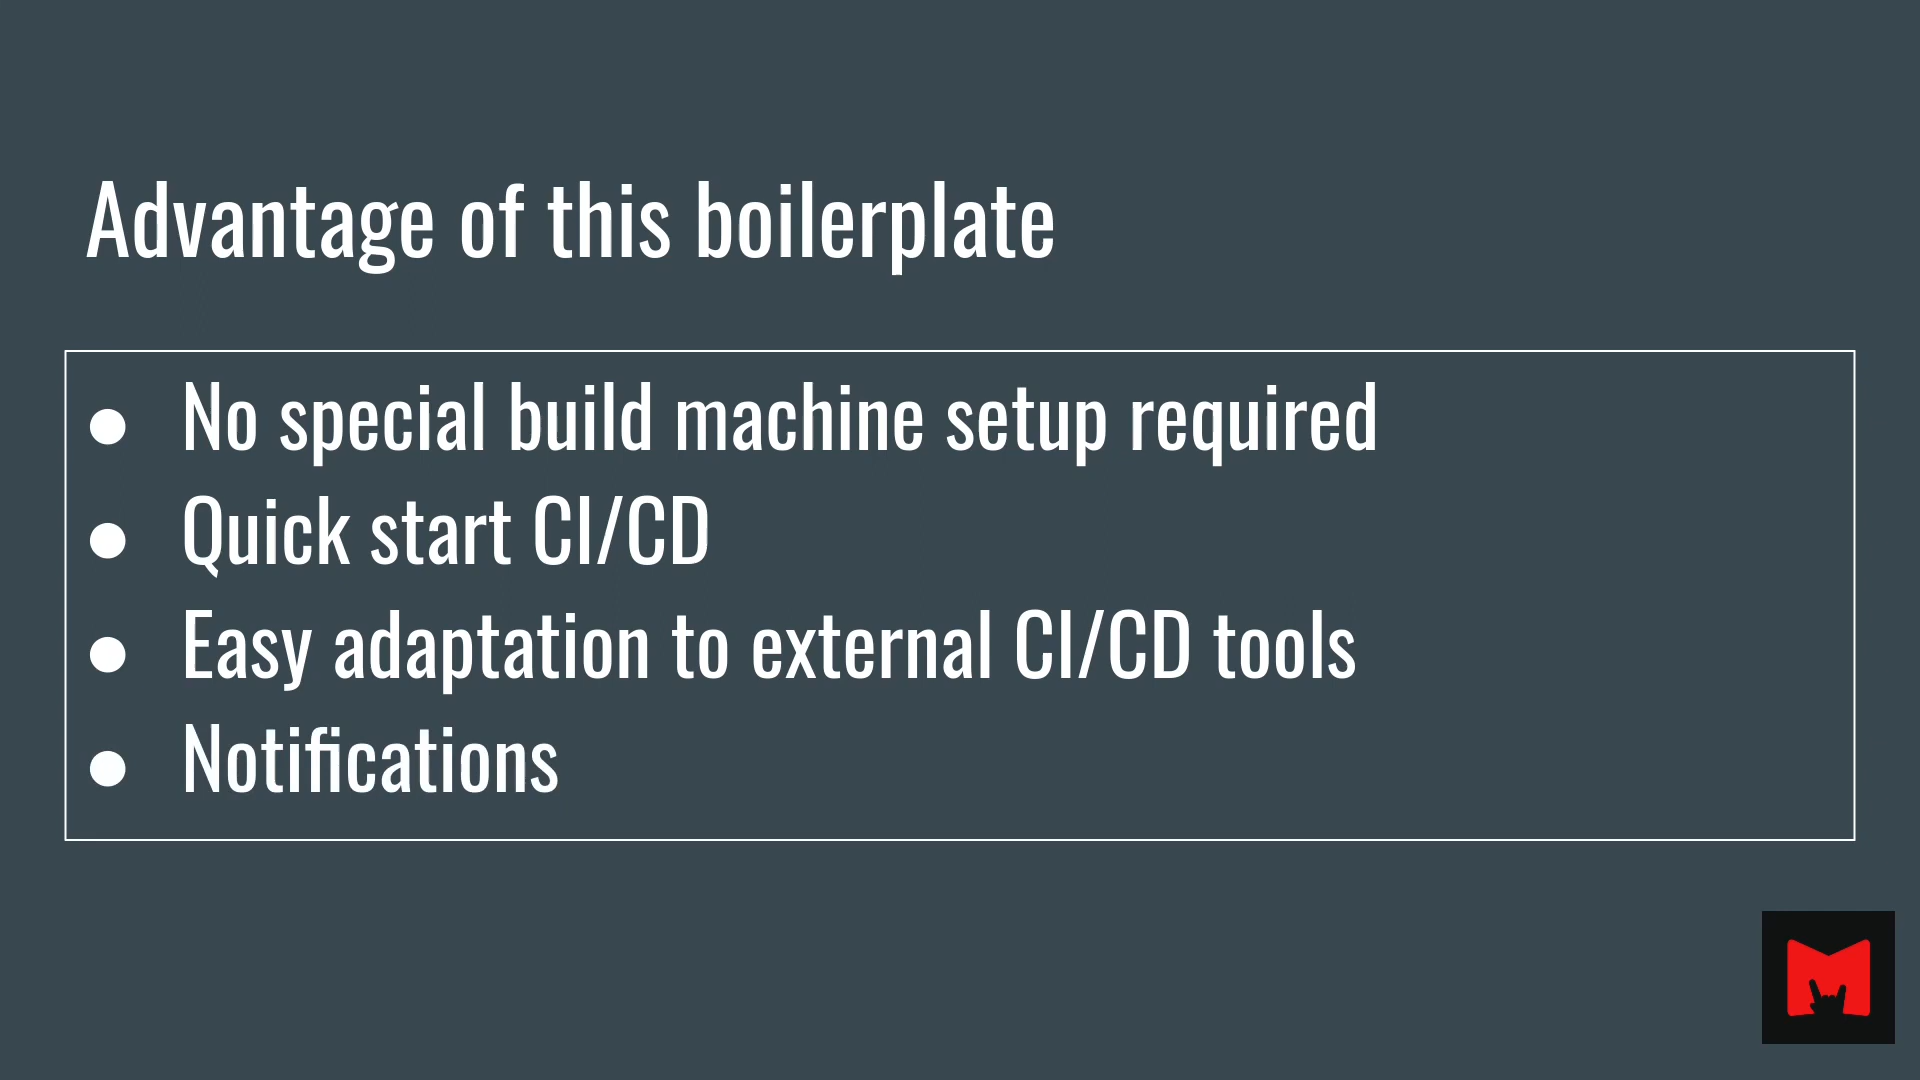 Advantage of this boilerplate
● No special build machine setup required
● Quick start CI/CD
● Easy adaptation to external CI/CD tools
● Notifications